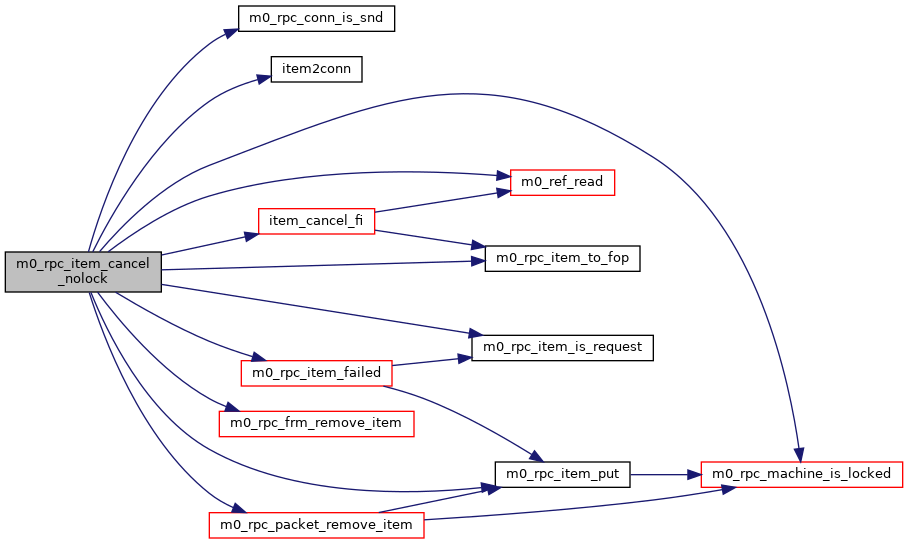 m0_rpc_conn_is_snd
item2conn
m0_ref_read
item_cancel_fi
m0_rpc_item_to_fop
m0_rpc_item_cancel
_nolock
m0_rpc_item_is_request
m0_rpc_item_failed
m0_rpc_frm_remove_item
m0_rpc_item_put
m0_rpc_machine_is_locked
m0_rpc_packet_remove_item